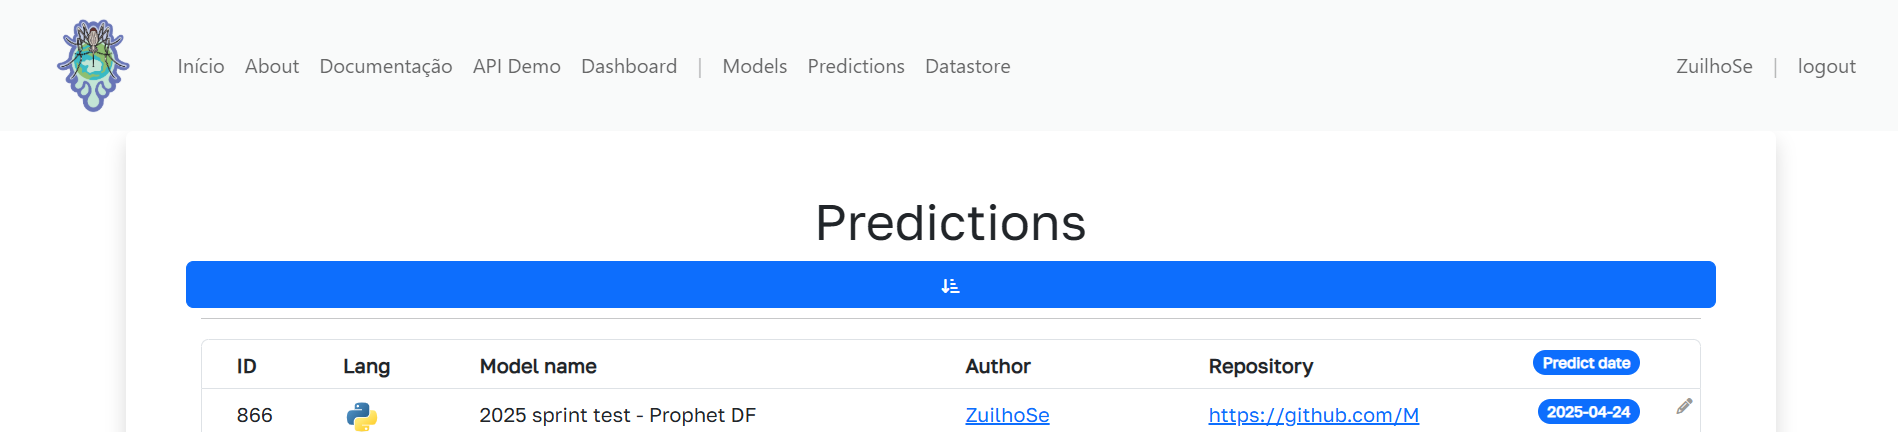 Início About Documentação API Demo Dashboard | Models Predictions Datastore ZuilhoSe | logout
Predictions
ID Lang Model name Author Repository Predict date
866 2025 sprint test - Prophet DF ZuilhoSe https://github.com/M 2025-04-24